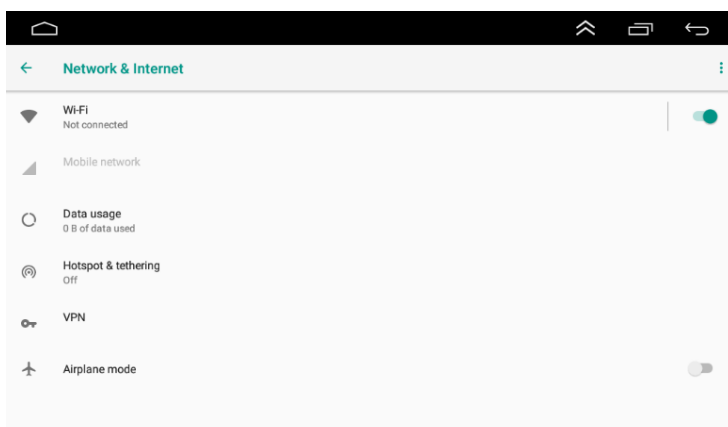 Network & Internet
Wi-Fi
Not connected
Mobile network
Data usage
0 B of data used
Hotspot & tethering
Off
VPN
Airplane mode